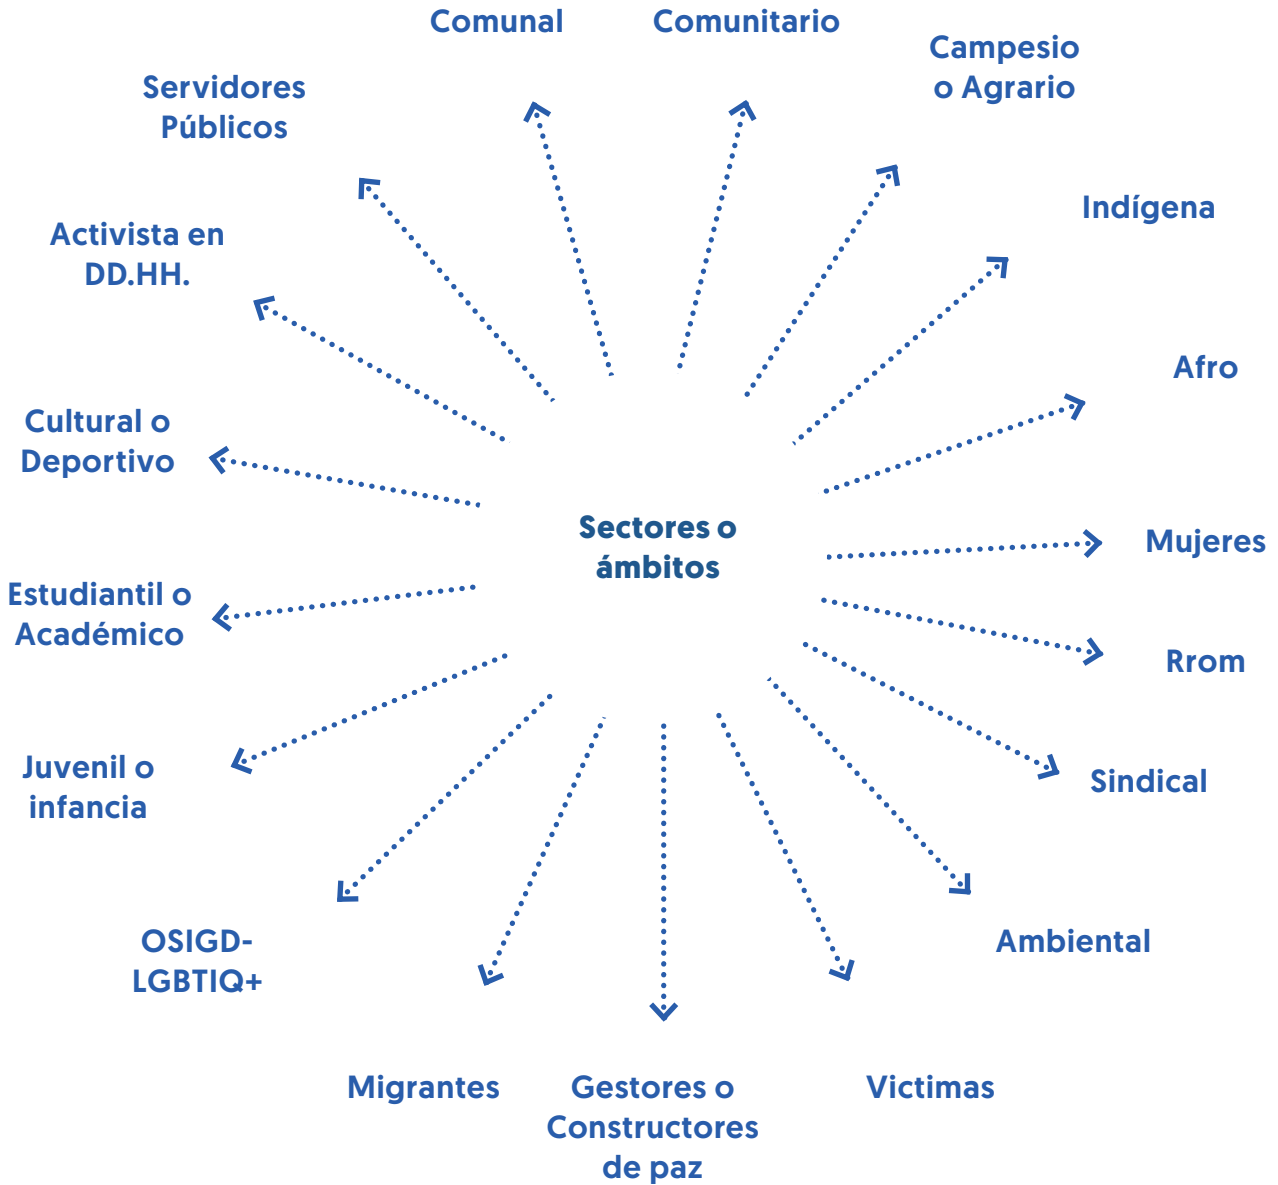 Comunal
Comunitario
Campesio
o Agrario
Servidores
Públicos
Indígena
Activista en
DD.HH.
Afro
Cultural o
Deportivo
Sectores o
ámbitos
Mujeres
Estudiantil o
Académico
Rrom
Juvenil o
infancia
Sindical
OSIGD-
LGBTIQ+
Ambiental
Migrantes
Gestores o
Constructores
de paz
Victimas